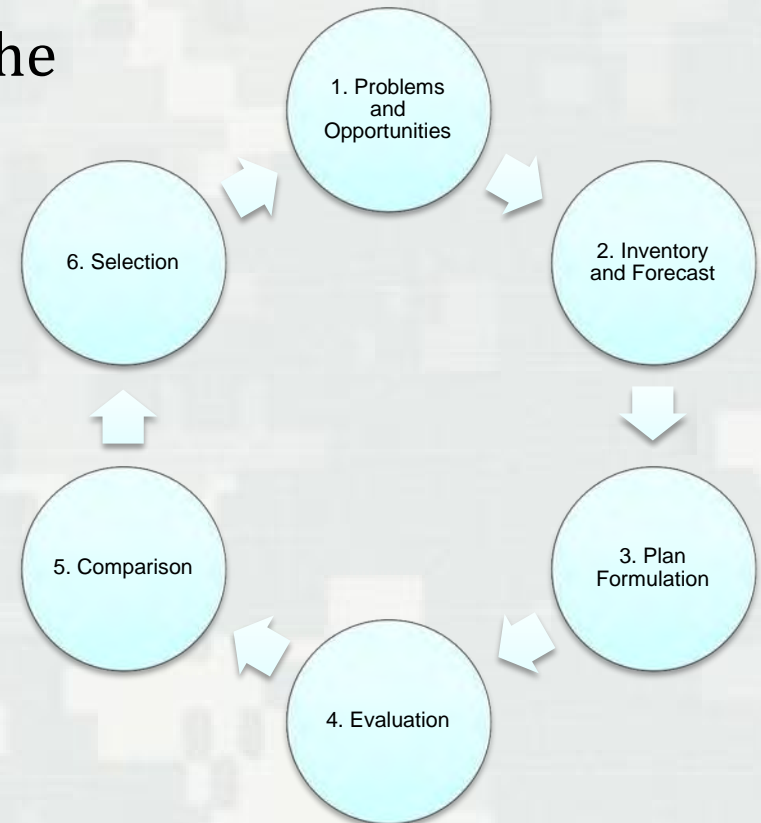 he
1. Problems
and
Opportunities
2. Inventory
and Forecast
3. Plan
Formulation
4. Evaluation
5. Comparison
6. Selection